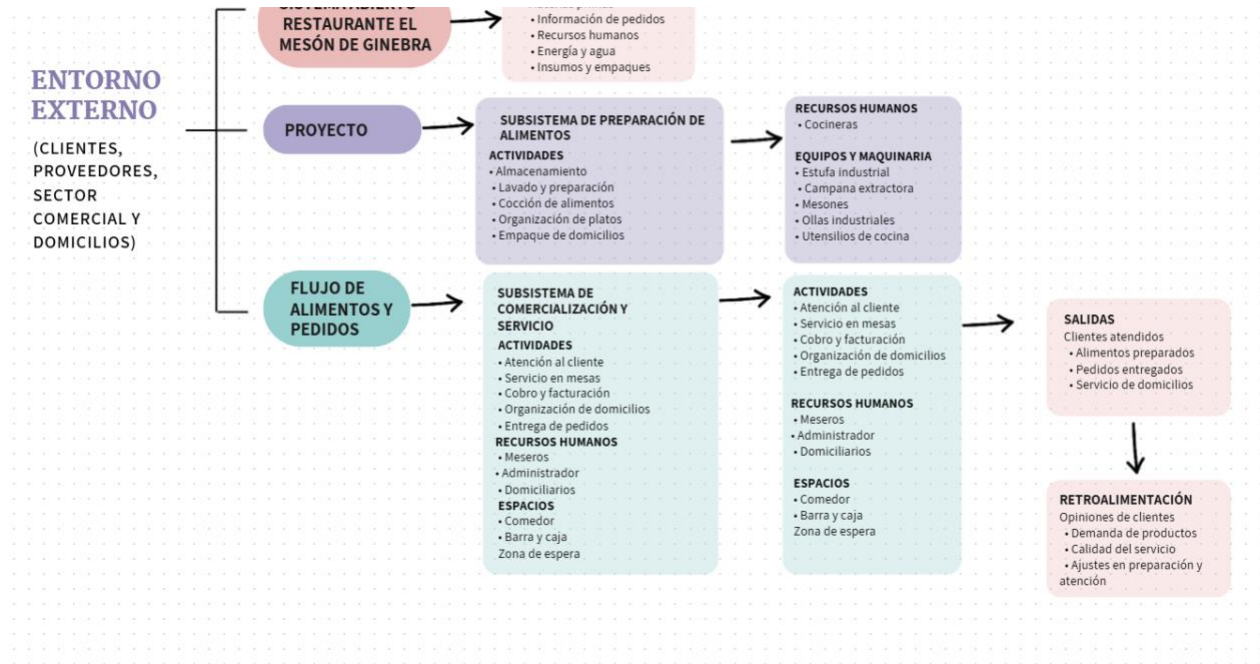 RESTAURANTE EL
MESÓN DE GINEBRA
• Información de pedidos
• Recursos humanos
• Energía y agua
• Insumos y empaques
ENTORNO
EXTERNO
(CLIENTES,
PROVEEDORES,
SECTOR
COMERCIAL Y
DOMICILIOS)
PROYECTO
SUBSISTEMA DE PREPARACIÓN DE
ALIMENTOS
ACTIVIDADES
• Almacenamiento
• Lavado y preparación
• Cocción de alimentos
• Organización de platos
• Empaque de domicilios
RECURSOS HUMANOS
• Cocineras
EQUIPOS Y MAQUINARIA
• Estufa industrial
• Campana extractora
• Mesones
• Ollas industriales
• Utensilios de cocina
FLUJO DE
ALIMENTOS Y
PEDIDOS
SUBSISTEMA DE
COMERCIALIZACIÓN Y
SERVICIO
ACTIVIDADES
• Atención al cliente
• Servicio en mesas
• Cobro y facturación
• Organización de domicilios
• Entrega de pedidos
RECURSOS HUMANOS
• Meseros
• Administrador
• Domiciliarios
ESPACIOS
• Comedor
• Barra y caja
Zona de espera
ACTIVIDADES
• Atención al cliente
• Servicio en mesas
• Cobro y facturación
• Organización de domicilios
• Entrega de pedidos
RECURSOS HUMANOS
• Meseros
• Administrador
• Domiciliarios
ESPACIOS
• Comedor
• Barra y caja
Zona de espera
SALIDAS
Clientes atendidos
• Alimentos preparados
• Pedidos entregados
• Servicio de domicilios
RETROALIMENTACIÓN
Opiniones de clientes
• Demanda de productos
• Calidad del servicio
• Ajustes en preparación y
atención